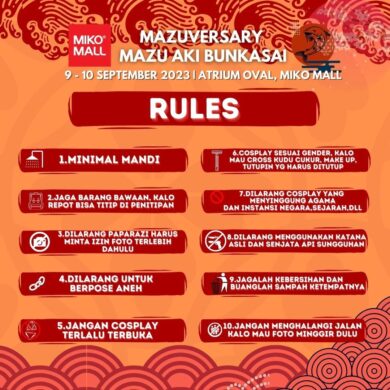 MIKO
MALL
MAZUVERSARY
MAZU AKI BUNKASAI
9 - 10 SEPTEMBER 2023 | ATRIUM OVAL, MIKO MALL
RULES
1.MINIMAL MANDI
2.JAGA BARANG BAWAAN, KALO
REPOT BISA TITIP DI PENITIPAN
3.DILARANG PAPARAZI HARUS
MINTA IZIN FOTO TERLEBIH
DAHULU
4.DILARANG UNTUK
BERPOSE ANEH
5.JANGAN COSPLAY
TERLALU TERBUKA
6.COSPLAY SESUAI GENDER, KALO
MAU CROSS KUDU CUKUR, MAKE UP,
TUTUPIN YG HARUS DITUTUP
7.DILARANG COSPLAY YANG
MENYINGGUNG AGAMA
DAN INSTANSI NEGARA,SEJARAH,DLL
8.DILARANG MENGGUNAKAN KATANA
ASLI DAN SENJATA API SUNGGUHAN
9.JAGALAH KEBERSIHAN DAN
BUANGLAH SAMPAH KETEMPATNYA
10.JANGAN MENGHALANGI JALAN
KALO MAU FOTO MINGGIR DULU